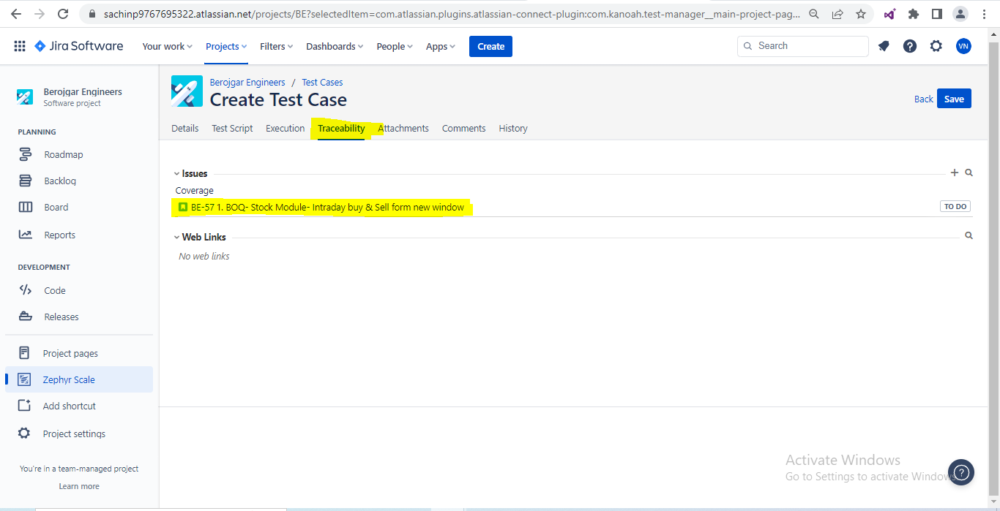 sachinp9767695322.atlassian.net/projects/BE?selectedItem=com.atlassian.plugins.atlassian-connect-plugin:com.kanoah.test-manager__main-project-pag...
Jira Software Your work Projects Filters Dashboards People Apps Create Search VN
Berojgar Engineers
Software project
PLANNING
Roadmap
Backlog
Board
Reports
DEVELOPMENT
Code
Releases
Project pages
Zephyr Scale
Add shortcut
Project settings
You're in a team-managed project
Learn more
Berojgar Engineers / Test Cases
Create Test Case
Back Save
Details Test Script Execution Traceability Attachments Comments History
Issues
Coverage
BE-57 1. BOQ- Stock Module- Intraday buy & Sell form new window TO DO
Web Links
No web links
Activate Windows
Go to Settings to activate Windows.